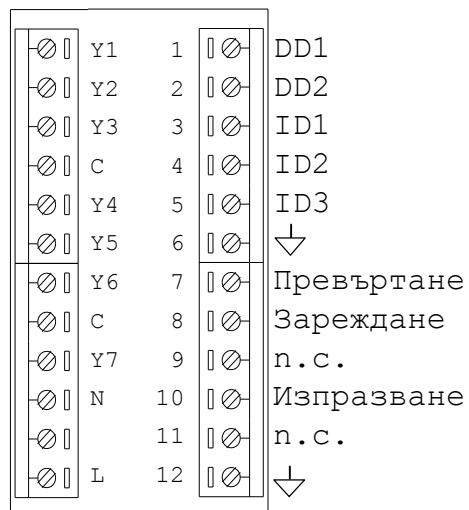 Y1 1 DD1
Y2 2 DD2
Y3 3 ID1
C 4 ID2
Y4 5 ID3
Y5 6
Y6 7 Превъртане
C 8 Зареждане
Y7 9 n.c.
N 10 Изпразване
11 n.c.
L 12